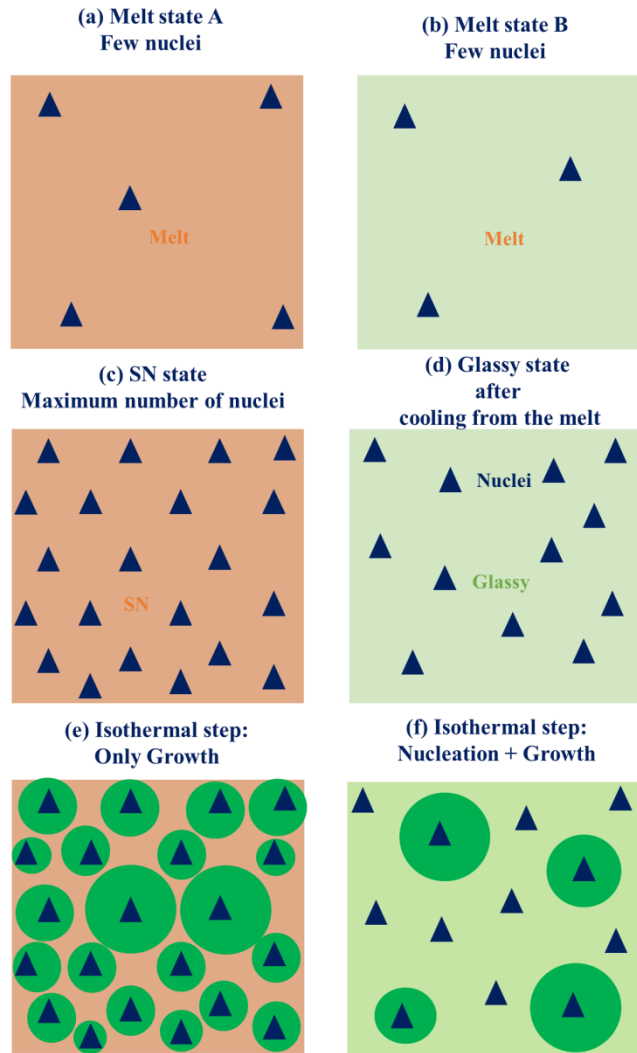 (a) Melt state A
Few nuclei
(b) Melt state B
Few nuclei
Melt
Melt
(c) SN state
Maximum number of nuclei
(d) Glassy state
after
cooling from the melt
Nuclei
SN
Glassy
(e) Isothermal step:
Only Growth
(f) Isothermal step:
Nucleation + Growth